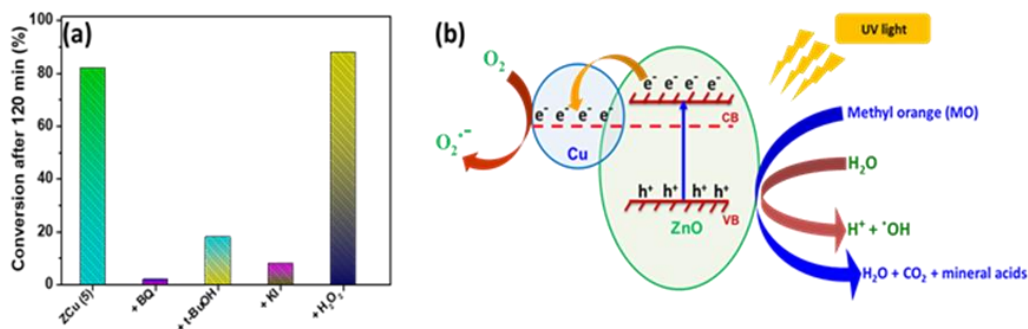 (a)
Conversion after 120 min (%)
100
80
60
40
20
0
ZCu (5)
+ BQ
+ t-BuOH
+ KI
+ H₂O₂
(b)
UV light
O₂
e⁻ e⁻ e⁻ e⁻
e⁻ e⁻ e⁻ e⁻
CB
Cu
O₂•⁻
h⁺ h⁺ h⁺ h⁺
VB
ZnO
Methyl orange (MO)
H₂O
H⁺ + •OH
H₂O + CO₂ + mineral acids